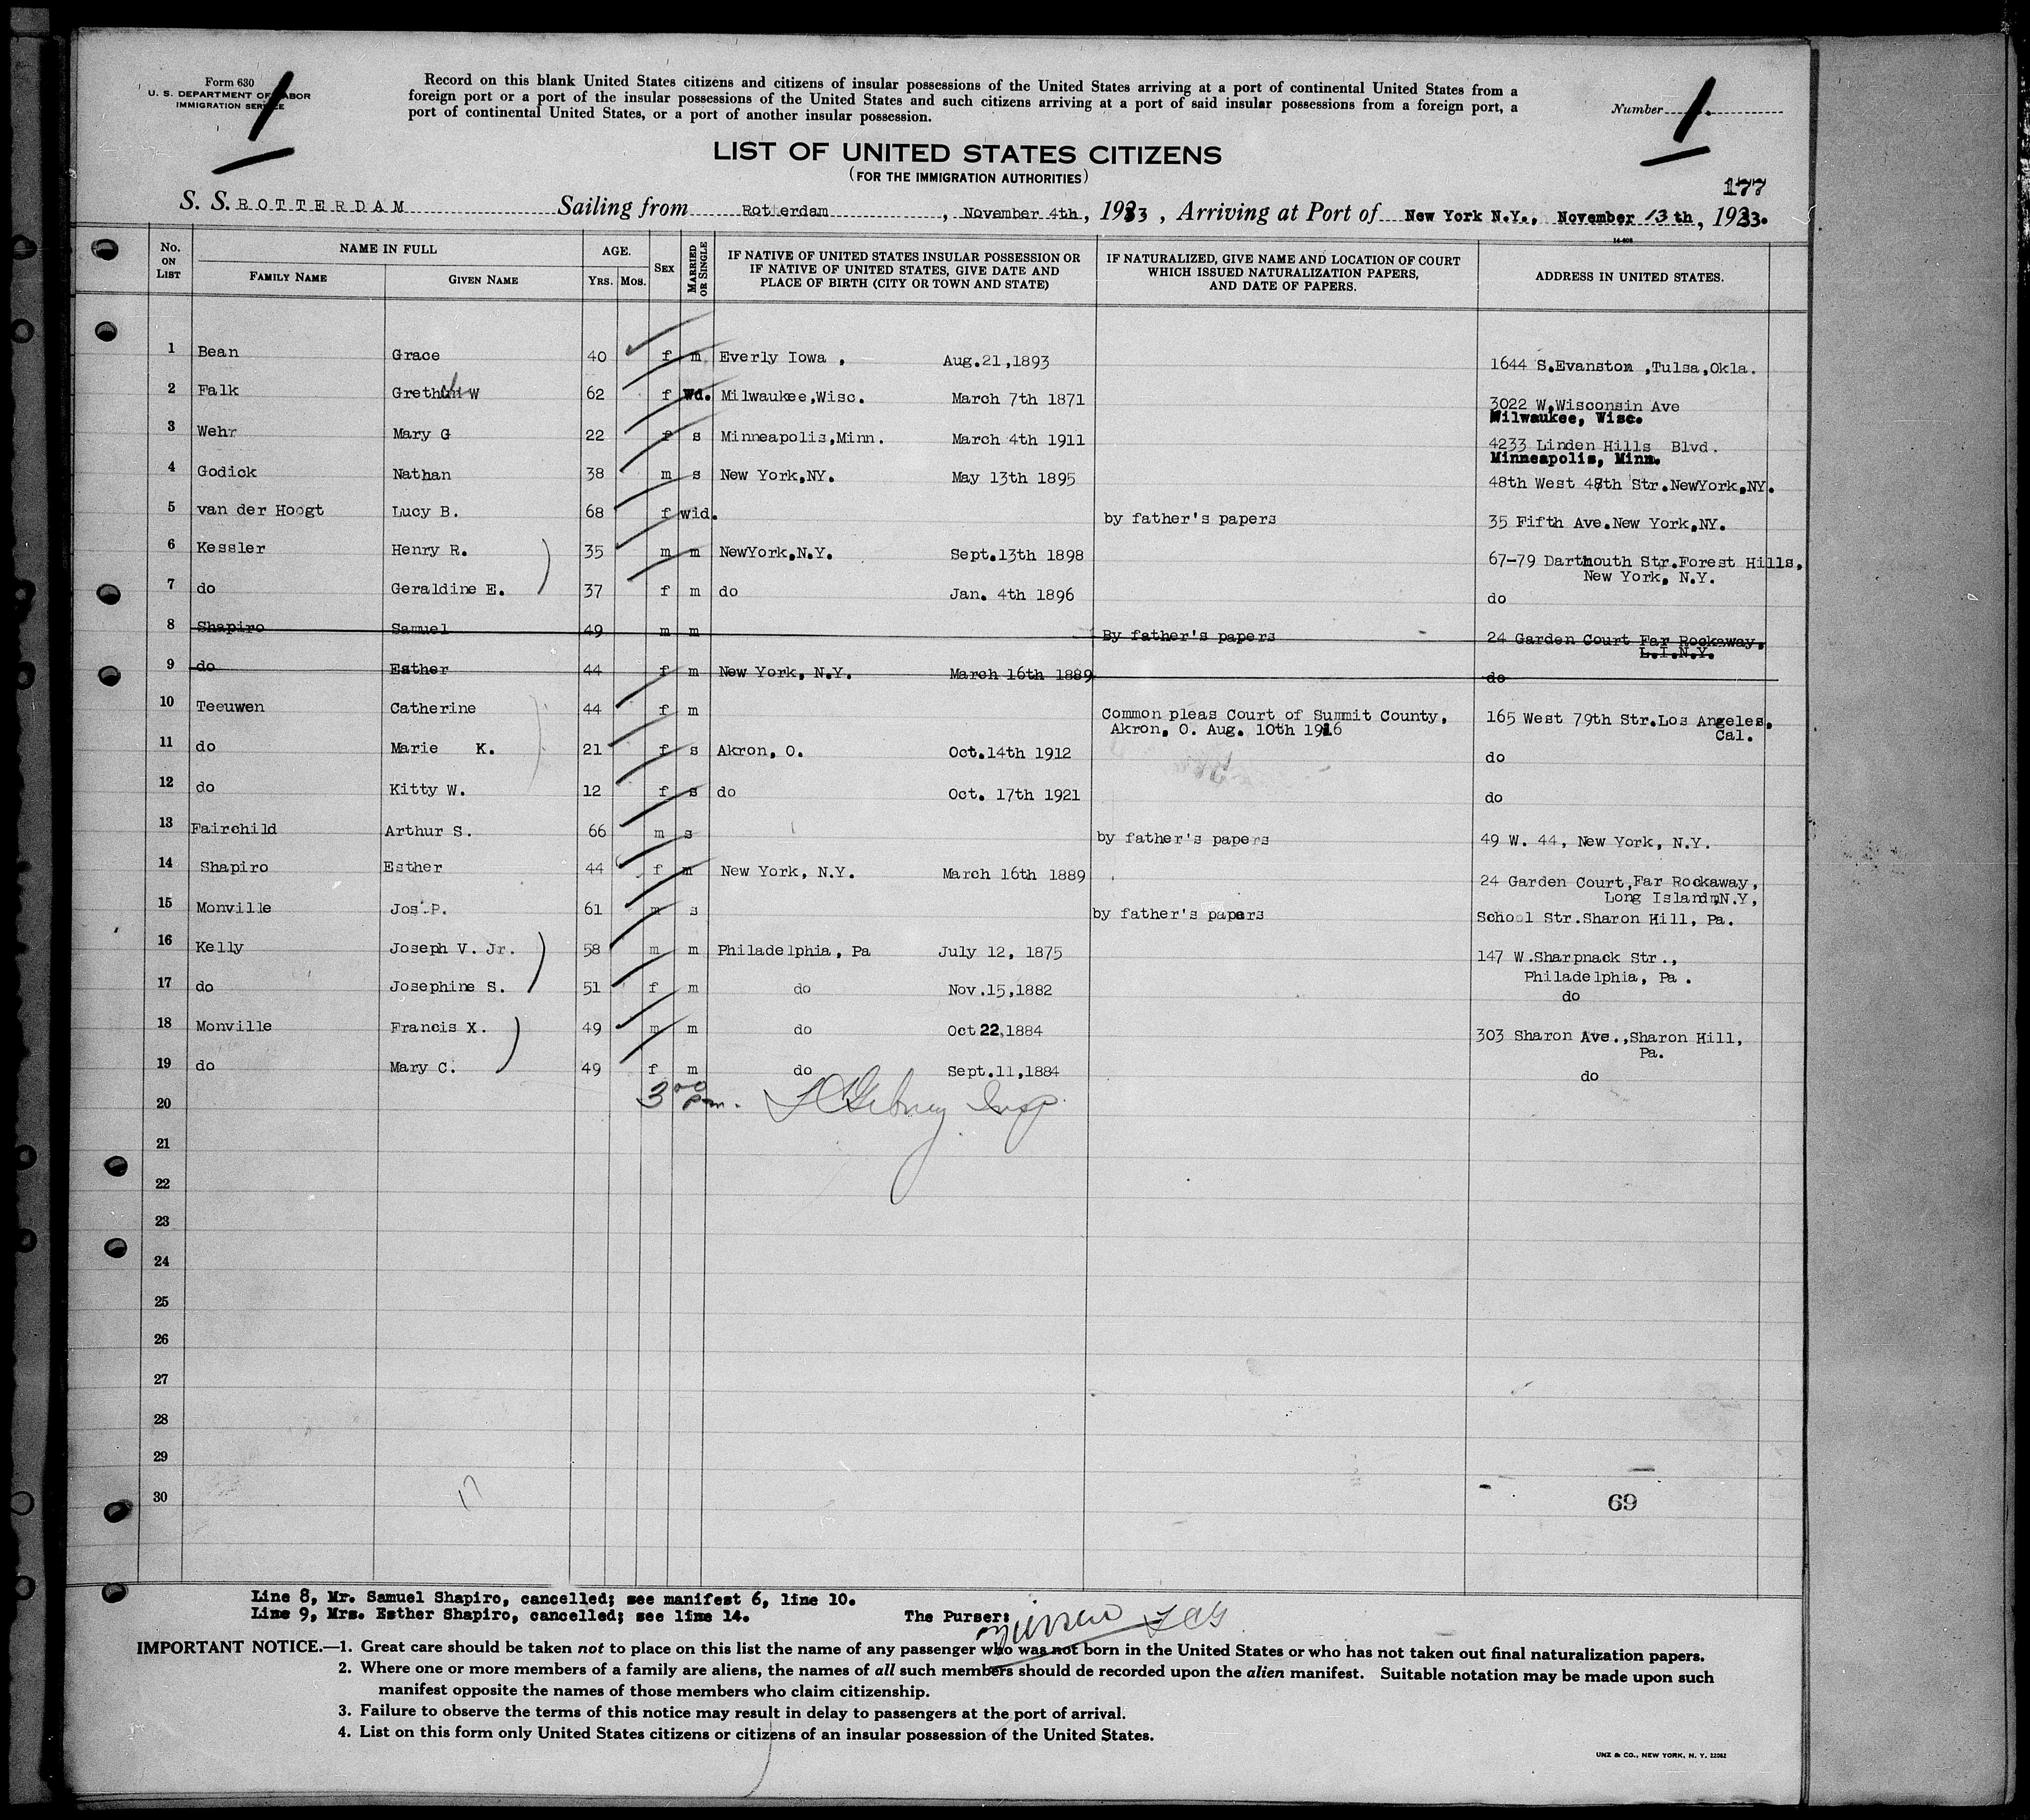 Form 630
U. S. DEPARTMENT OF LABOR
IMMIGRATION SERVICE
1
Record on this blank United States citizens and citizens of insular possessions of the United States arriving at a port of continental United States from a
foreign port or a port of the insular possessions of the United States and such citizens arriving at a port of said insular possessions from a foreign port, a
port of continental United States, or a port of another insular possession.
Number 1.
LIST OF UNITED STATES CITIZENS
(FOR THE IMMIGRATION AUTHORITIES)
177
S. S. ROTTERDAM Sailing from Rotterdam, November 4th, 1933, Arriving at Port of New York N.Y., November 13th, 1933.
14-608
No. ON LIST NAME IN FULL FAMILY NAME GIVEN NAME AGE. YRS. MOS. SEX MARRIED OR SINGLE IF NATIVE OF UNITED STATES INSULAR POSSESSION OR IF NATIVE OF UNITED STATES, GIVE DATE AND PLACE OF BIRTH (CITY OR TOWN AND STATE) IF NATURALIZED, GIVE NAME AND LOCATION OF COURT WHICH ISSUED NATURALIZATION PAPERS, AND DATE OF PAPERS. ADDRESS IN UNITED STATES.
1 Bean Grace 40 f m Everly Iowa , Aug.21,1893 1644 S.Evanston ,Tulsa,Okla.
2 Falk W 62 f wd. Milwaukee,Wisc. March 7th 1871 3022 W.Wisconsin Ave
Milwaukee, Wisc.
3 Wehr Mary G 22 f s Minneapolis,Minn. March 4th 1911 4233 Linden Hills Blvd.
Minneapolis, Minn.
4 Godick Nathan 38 m s New York,NY. May 13th 1895 48th West 48th Str.NewYork,NY.
5 van der Hoogt Lucy B. 68 f wid. by father's papers 35 Fifth Ave.New York,NY.
6 Kessler Henry R. 35 m m NewYork,N.Y. Sept.13th 1898 67-79 Dartmouth Str.Forest Hills,
New York, N.Y.
7 do Geraldine E. 37 f m do Jan. 4th 1896 do
8 Shapiro Samuel 49 m m By father's papers 24 Garden Court Far Rockaway,
L.I.N.Y.
9 do Esther 44 f m New York, N.Y. March 16th 1889 do
10 Teeuwen Catherine 44 f m Common pleas Court of Summit County, 165 West 79th Str.Los Angeles,
Akron, O. Aug. 10th 1916 Cal.
11 do Marie K. 21 f s Akron, O. Oct.14th 1912 do
12 do Kitty W. 12 f s do Oct. 17th 1921 do
13 Fairchild Arthur S. 66 m s by father's papers 49 W. 44, New York, N.Y.
14 Shapiro Esther 44 f m New York, N.Y. March 16th 1889 24 Garden Court,Far Rockaway,
Long Island,N.Y,
15 Monville Jos.P. 61 m s by father's papers School Str.Sharon Hill, Pa.
16 Kelly Joseph V. Jr. 58 m m Philadelphia, Pa July 12, 1875 147 W.Sharpnack Str.,
Philadelphia, Pa.
17 do Josephine S. 51 f m do Nov.15,1882 do
18 Monville Francis X. 49 m m do Oct 22,1884 303 Sharon Ave.,Sharon Hill,
Pa.
19 do Mary C. 49 f m do Sept.11,1884 do
20 3 00 pm. Insp.
21
22
23
24
25
26
27
28
29
30
17
69
Line 8, Mr. Samuel Shapiro, cancelled; see manifest 6, line 10.
Line 9, Mrs. Esther Shapiro, cancelled; see line 14. The Purser:
IMPORTANT NOTICE.—1. Great care should be taken not to place on this list the name of any passenger who was not born in the United States or who has not taken out final naturalization papers.
2. Where one or more members of a family are aliens, the names of all such members should de recorded upon the alien manifest. Suitable notation may be made upon such
manifest opposite the names of those members who claim citizenship.
3. Failure to observe the terms of this notice may result in delay to passengers at the port of arrival.
4. List on this form only United States citizens or citizens of an insular possession of the United States.
UNZ & CO., NEW YORK, N. Y. 22082